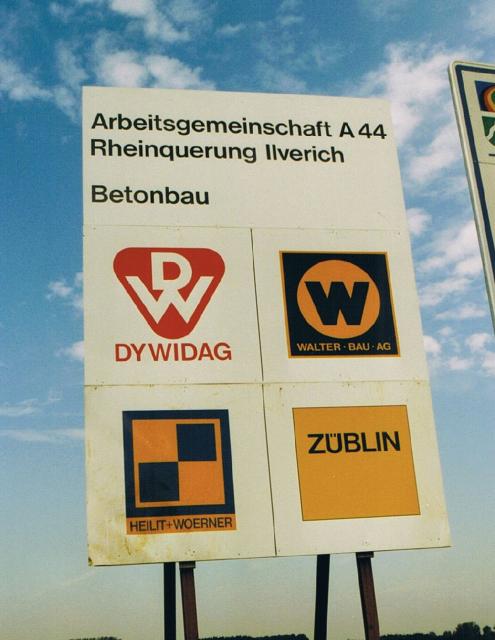 Arbeitsgemeinschaft A 44
Rheinquerung Ilverich
Betonbau
DW
DYWIDAG
W
WALTER · BAU · AG
HEILIT+WOERNER
ZÜBLIN